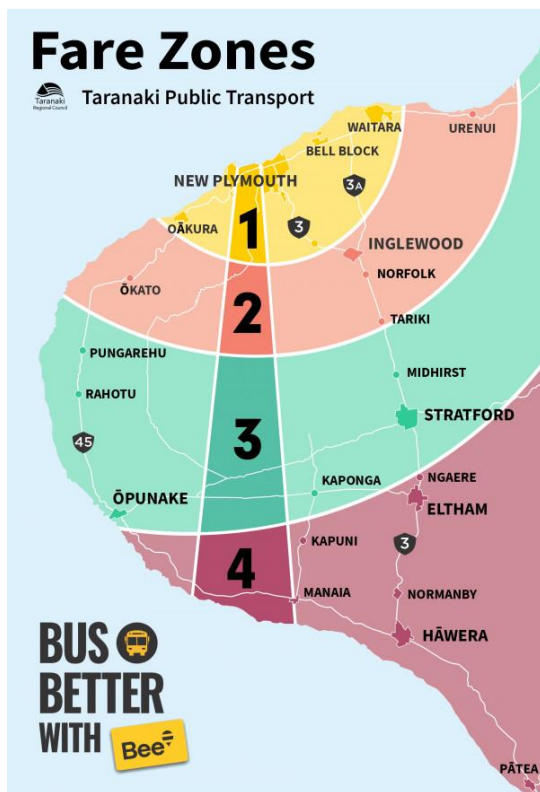 Fare Zones
Taranaki
Regional Council
Taranaki Public Transport
WAITARA
URENUI
BELL BLOCK
NEW PLYMOUTH
3A
OĀKURA
1
3
INGLEWOOD
NORFOLK
ŌKATO
2
TARIKI
PUNGAREHU
MIDHIRST
RAHOTU
STRATFORD
3
45
NGAERE
KAPONGA
ŌPUNAKE
ELTHAM
KAPUNI
3
4
MANAIA
NORMANBY
HĀWERA
BUS
BETTER
WITH Bee
PĀTEA